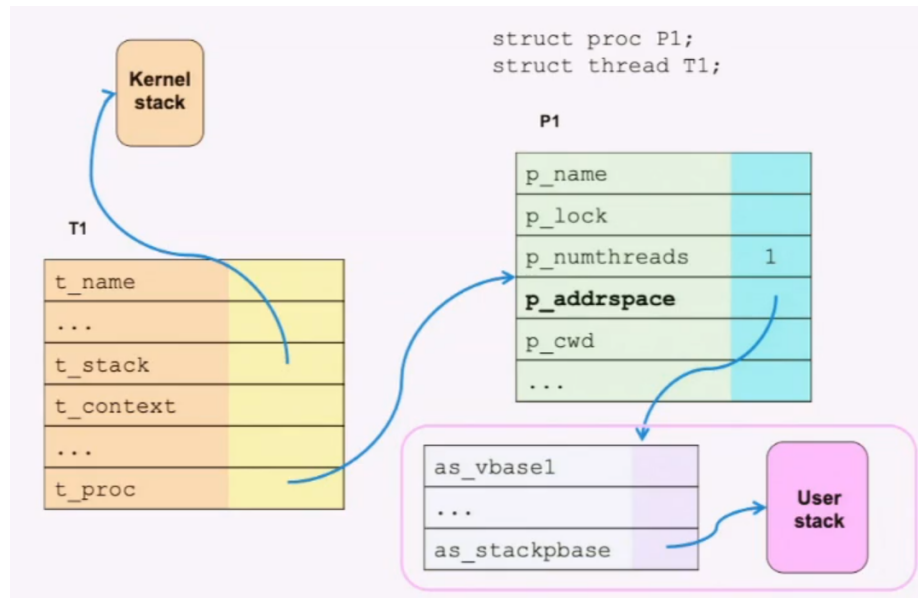 struct proc P1;
struct thread T1;
Kernel
stack
P1
p_name
p_lock
p_numthreads 1
p_addrspace
p_cwd
...
T1
t_name
...
t_stack
t_context
...
t_proc
as_vbase1
...
as_stackpbase
User
stack